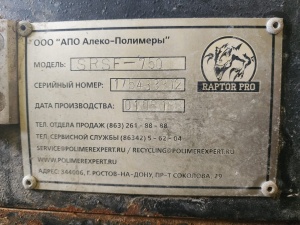 ООО "АПО Алеко-Полимеры"
МОДЕЛЬ: SRSF-750
СЕРИЙНЫЙ НОМЕР:
RAPTOR PRO
ДАТА ПРОИЗВОДСТВА:
ТЕЛ. ОТДЕЛА ПРОДАЖ (863) 261 - 88 - 88
ТЕЛ. СЕРВИСНОЙ СЛУЖБЫ (86342) 5 - 62 - 04
SERVICE@POLIMEREXPERT.RU / RECYCLING@POLIMEREXPERT.RU
WWW.POLIMEREXPERT.RU
АДРЕС: 344006, Г. РОСТОВ-НА-ДОНУ, ПР-Т СОКОЛОВА, 29